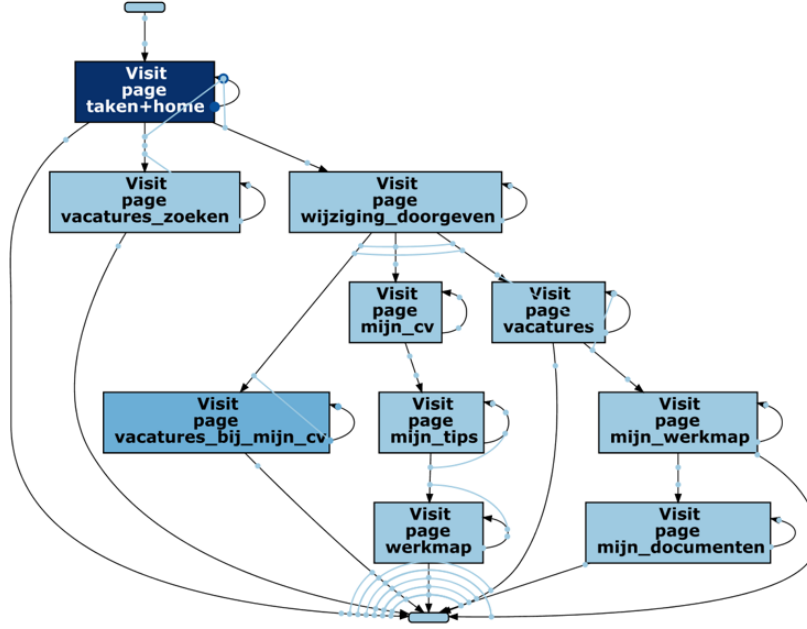 Visit
page
taken+home
Visit
page
vacatures_zoeken
Visit
page
wijziging_doorgeven
Visit
page
mijn_cv
Visit
page
vacatures
Visit
page
vacatures_bij_mijn_cv
Visit
page
mijn_tips
Visit
page
mijn_werkmap
Visit
page
werkmap
Visit
page
mijn_documenten